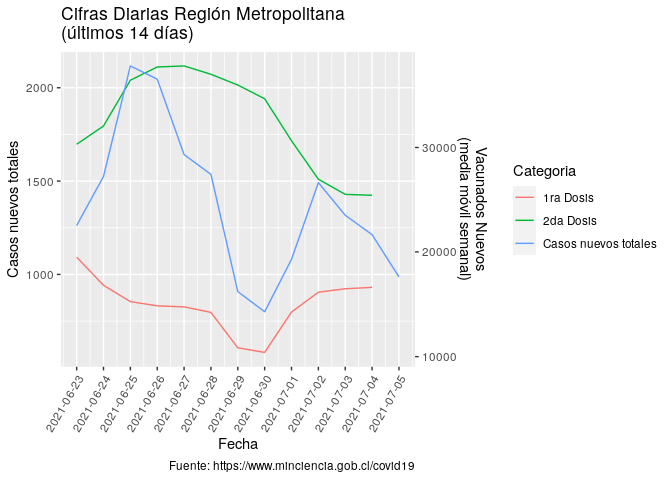 Cifras Diarias Región Metropolitana
(últimos 14 días)
Casos nuevos totales
2000
1500
1000
30000
20000
10000
Vacunados Nuevos
(media móvil semanal)
2021-06-23
2021-06-24
2021-06-25
2021-06-26
2021-06-27
2021-06-28
2021-06-29
2021-06-30
2021-07-01
2021-07-02
2021-07-03
2021-07-04
2021-07-05
Fecha
Categoria
1ra Dosis
2da Dosis
Casos nuevos totales
Fuente: https://www.minciencia.gob.cl/covid19